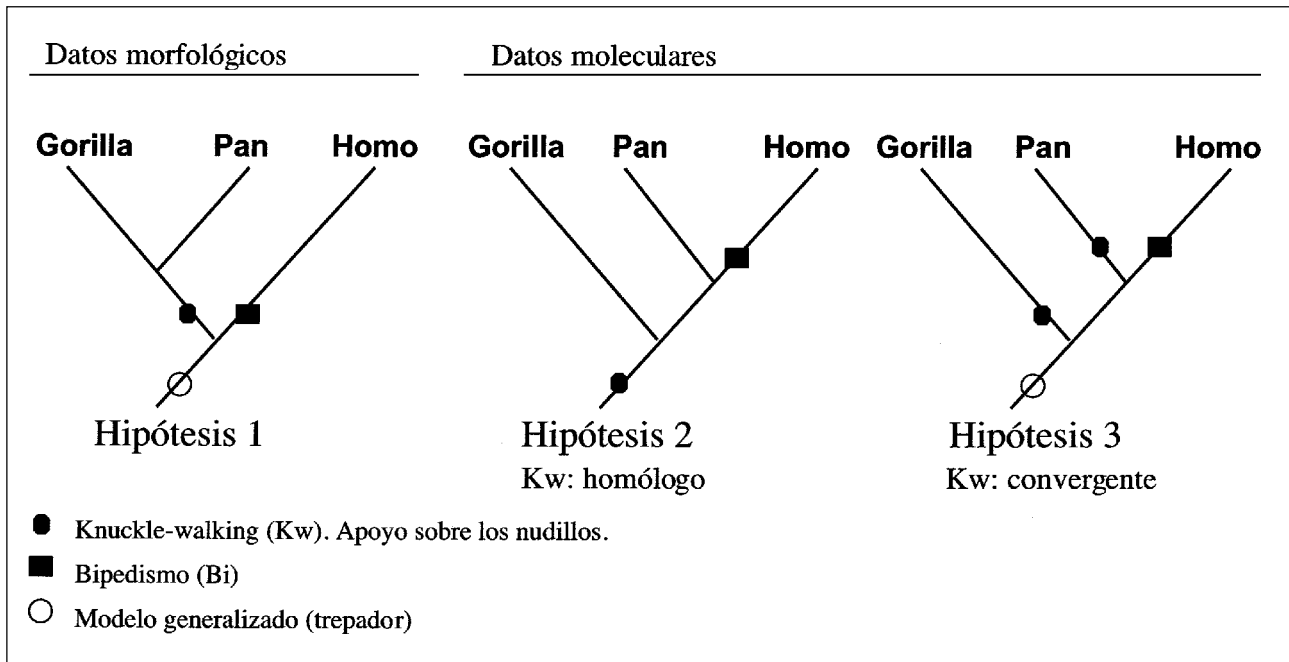 Datos morfológicos
Datos moleculares
Gorilla Pan Homo
Gorilla Pan Homo
Gorilla Pan Homo
Hipótesis 1
Hipótesis 2
Kw: homólogo
Hipótesis 3
Kw: convergente
Knuckle-walking (Kw). Apoyo sobre los nudillos.
Bipedismo (Bi)
Modelo generalizado (trepador)